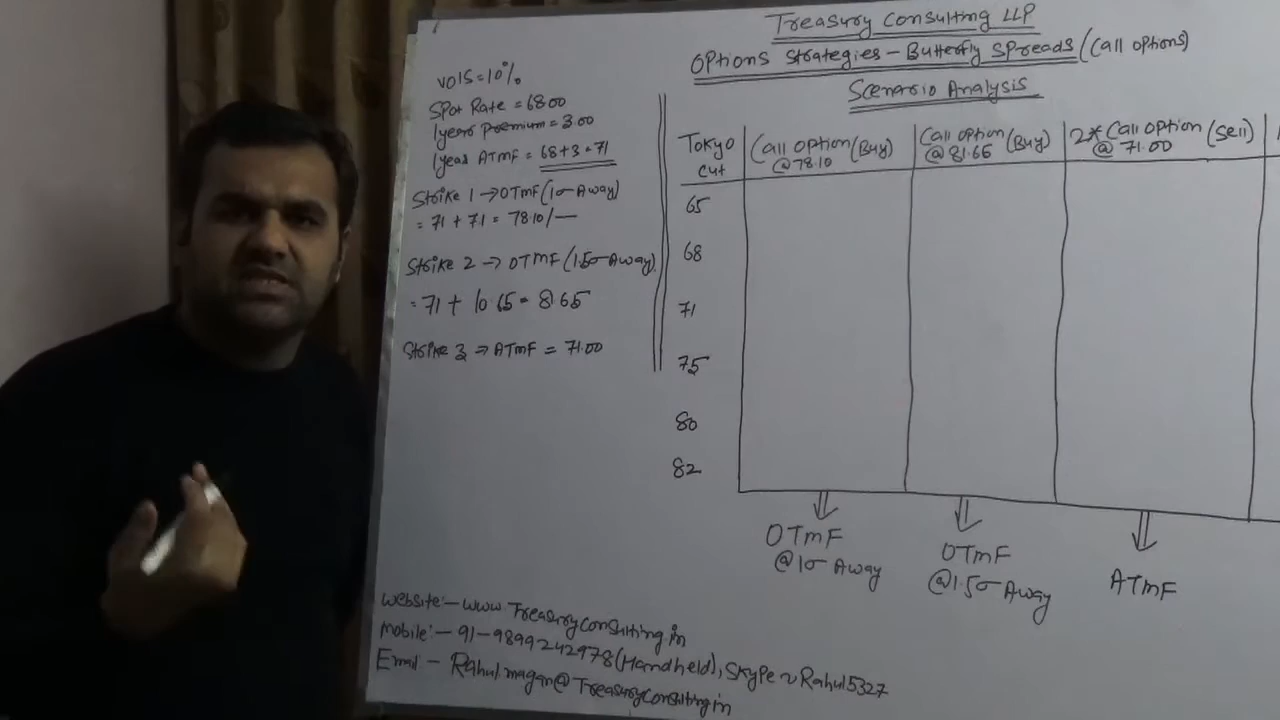 Treasury Consulting LLP
Options Strategies - Butterfly Spreads (Call Options)
Scenario Analysis
Vols = 10%
Spot Rate = 68.00
1year Premium = 3.00
1year ATMF = 68+3 = 71
Strike 1 → OTMF (1σ Away)
= 71 + 7.1 = 78.10/—
Strike 2 → OTMF (1.5σ Away)
= 71 + 10.65 = 81.65
Strike 3 → ATMF = 71.00
Tokyo Cut
Call Option (Buy) @ 78.10
Call Option (Buy) @ 81.65
2* Call Option (Sell) @ 71.00
65
68
71
75
80
82
OTMF @ 1σ Away
OTMF @ 1.5σ Away
ATMF
Website:- www.Treasuryconsulting.in
Mobile:- 91-9899242978 (Handheld), Skype ~ Rahul5327
Email - Rahul.magan@Treasuryconsulting.in